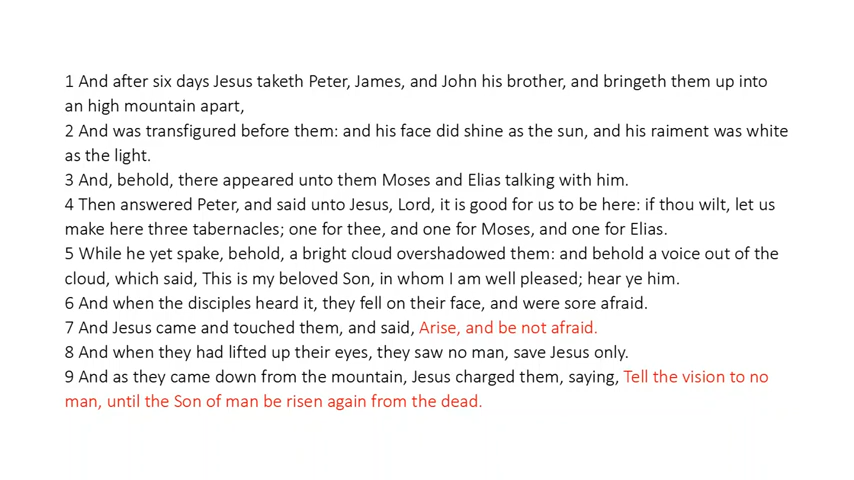 1 And after six days Jesus taketh Peter, James, and John his brother, and bringeth them up into
an high mountain apart,
2 And was transfigured before them: and his face did shine as the sun, and his raiment was white
as the light.
3 And, behold, there appeared unto them Moses and Elias talking with him.
4 Then answered Peter, and said unto Jesus, Lord, it is good for us to be here: if thou wilt, let us
make here three tabernacles; one for thee, and one for Moses, and one for Elias.
5 While he yet spake, behold, a bright cloud overshadowed them: and behold a voice out of the
cloud, which said, This is my beloved Son, in whom I am well pleased; hear ye him.
6 And when the disciples heard it, they fell on their face, and were sore afraid.
7 And Jesus came and touched them, and said, Arise, and be not afraid.
8 And when they had lifted up their eyes, they saw no man, save Jesus only.
9 And as they came down from the mountain, Jesus charged them, saying, Tell the vision to no
man, until the Son of man be risen again from the dead.